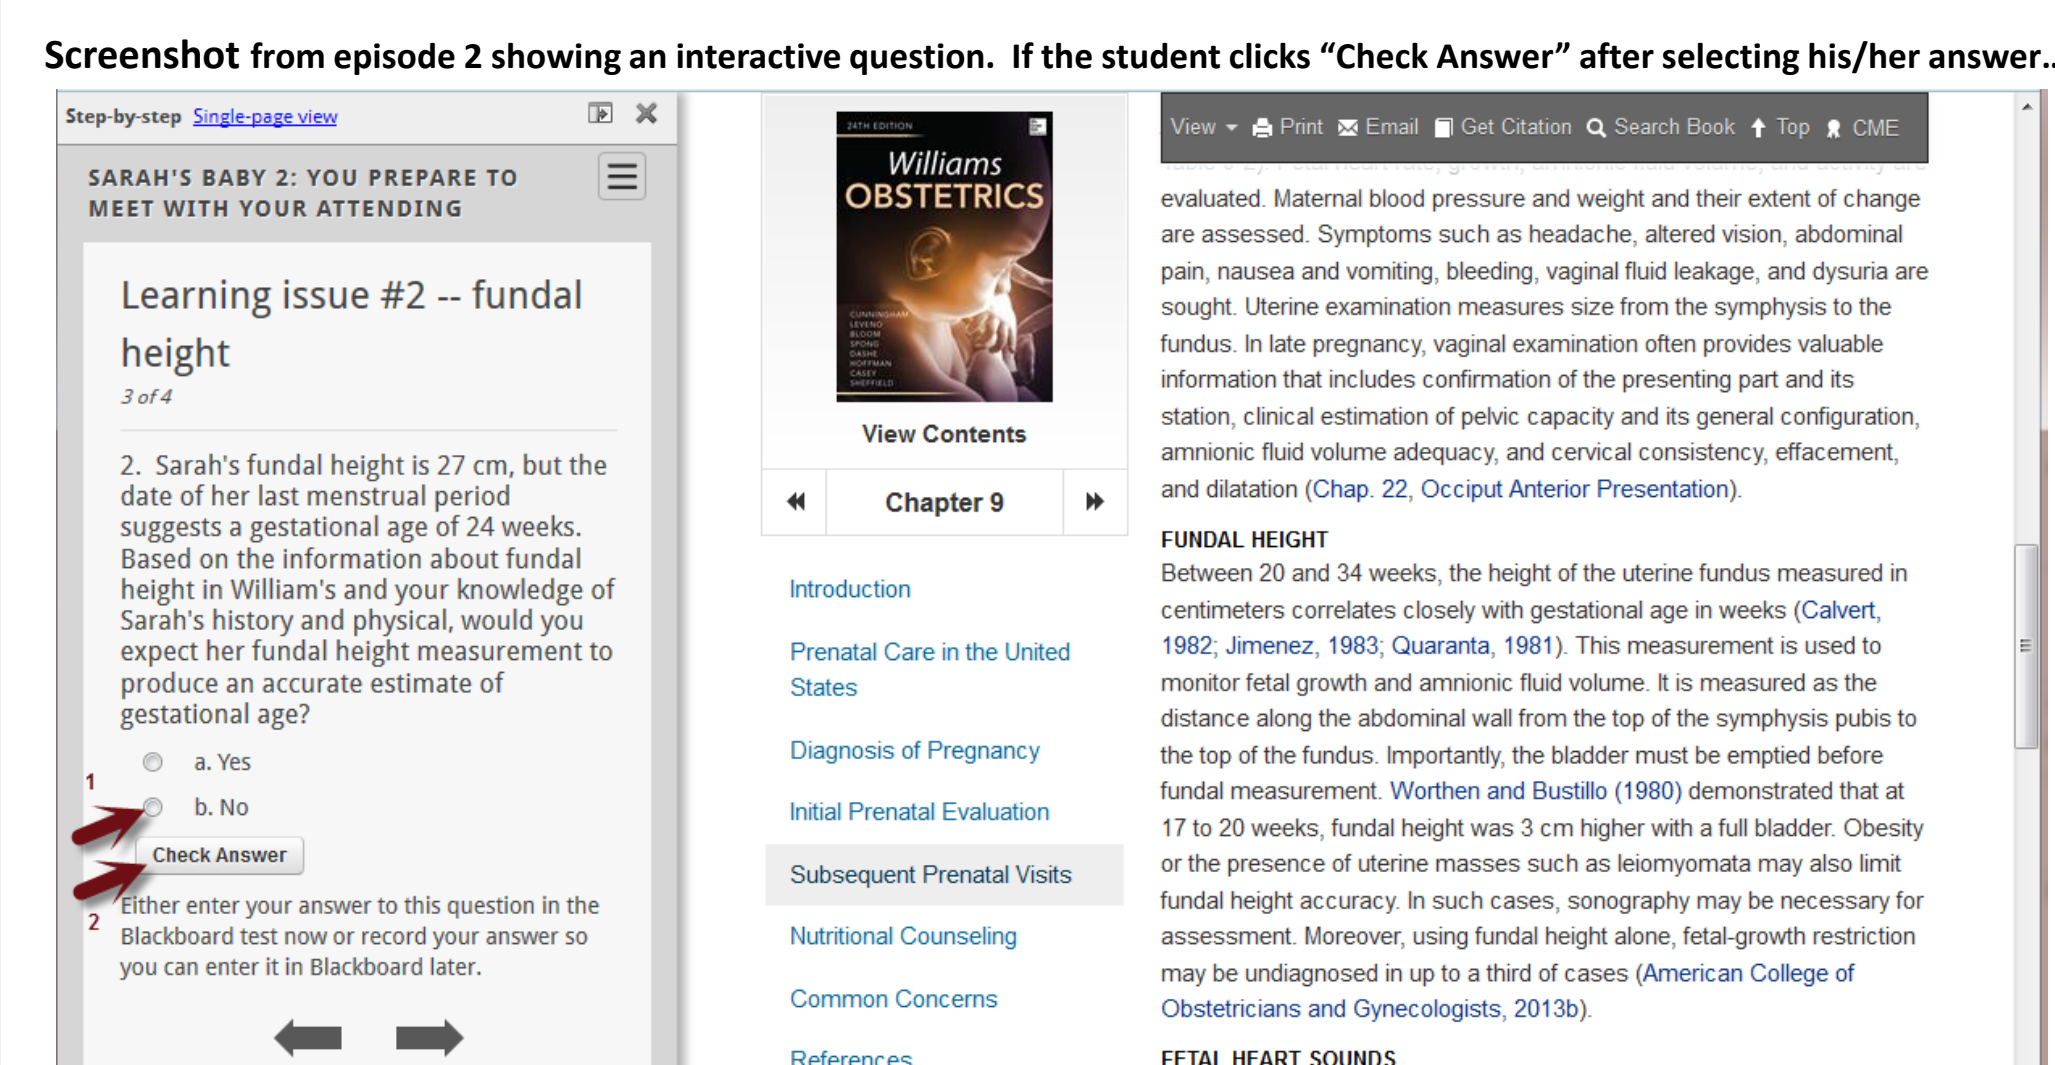 Screenshot from episode 2 showing an interactive question. If the student clicks “Check Answer” after selecting his/her answer..
Step-by-step Single-page view
SARAH'S BABY 2: YOU PREPARE TO
MEET WITH YOUR ATTENDING
Learning issue #2 -- fundal
height
3 of 4
2. Sarah's fundal height is 27 cm, but the
date of her last menstrual period
suggests a gestational age of 24 weeks.
Based on the information about fundal
height in William's and your knowledge of
Sarah's history and physical, would you
expect her fundal height measurement to
produce an accurate estimate of
gestational age?
a. Yes
1
b. No
Check Answer
2
Either enter your answer to this question in the
Blackboard test now or record your answer so
you can enter it in Blackboard later.
24TH EDITION
Williams
OBSTETRICS
CUNNINGHAM
LEVENO
BLOOM
SPONG
DASHE
HOFFMAN
CASEY
SHEFFIELD
View Contents
Chapter 9
Introduction
Prenatal Care in the United
States
Diagnosis of Pregnancy
Initial Prenatal Evaluation
Subsequent Prenatal Visits
Nutritional Counseling
Common Concerns
References
View Print Email Get Citation Search Book Top CME
evaluated. Maternal blood pressure and weight and their extent of change
are assessed. Symptoms such as headache, altered vision, abdominal
pain, nausea and vomiting, bleeding, vaginal fluid leakage, and dysuria are
sought. Uterine examination measures size from the symphysis to the
fundus. In late pregnancy, vaginal examination often provides valuable
information that includes confirmation of the presenting part and its
station, clinical estimation of pelvic capacity and its general configuration,
amnionic fluid volume adequacy, and cervical consistency, effacement,
and dilatation (Chap. 22, Occiput Anterior Presentation).
FUNDAL HEIGHT
Between 20 and 34 weeks, the height of the uterine fundus measured in
centimeters correlates closely with gestational age in weeks (Calvert,
1982; Jimenez, 1983; Quaranta, 1981). This measurement is used to
monitor fetal growth and amnionic fluid volume. It is measured as the
distance along the abdominal wall from the top of the symphysis pubis to
the top of the fundus. Importantly, the bladder must be emptied before
fundal measurement. Worthen and Bustillo (1980) demonstrated that at
17 to 20 weeks, fundal height was 3 cm higher with a full bladder. Obesity
or the presence of uterine masses such as leiomyomata may also limit
fundal height accuracy. In such cases, sonography may be necessary for
assessment. Moreover, using fundal height alone, fetal-growth restriction
may be undiagnosed in up to a third of cases (American College of
Obstetricians and Gynecologists, 2013b).
FETAL HEART SOUNDS